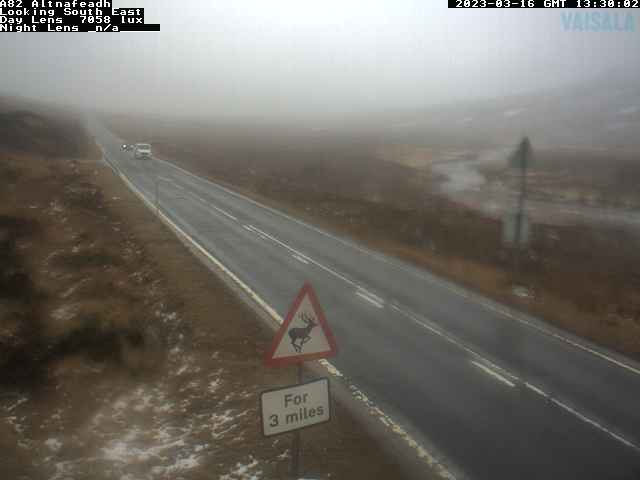 A82 Altnafeadh
Looking South East
Day Lens 7058 lux
Night Lens n/a
2023-03-16 GMT 13:30:02
VAISALA
For
3 miles